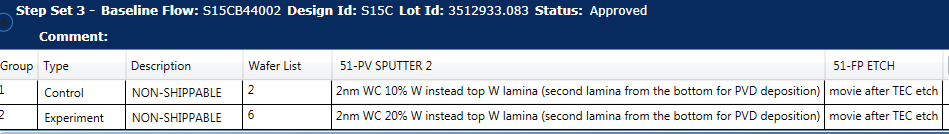 Step Set 3 - Baseline Flow: S15CB44002 Design Id: S15C Lot Id: 3512933.083 Status: Approved
Comment:
Group Type Description Wafer List 51-PV SPUTTER 2 51-FP ETCH
1 Control NON-SHIPPABLE 2 2nm WC 10% W instead top W lamina (second lamina from the bottom for PVD deposition) movie after TEC etch
2 Experiment NON-SHIPPABLE 6 2nm WC 20% W instead top W lamina (second lamina from the bottom for PVD deposition) movie after TEC etch